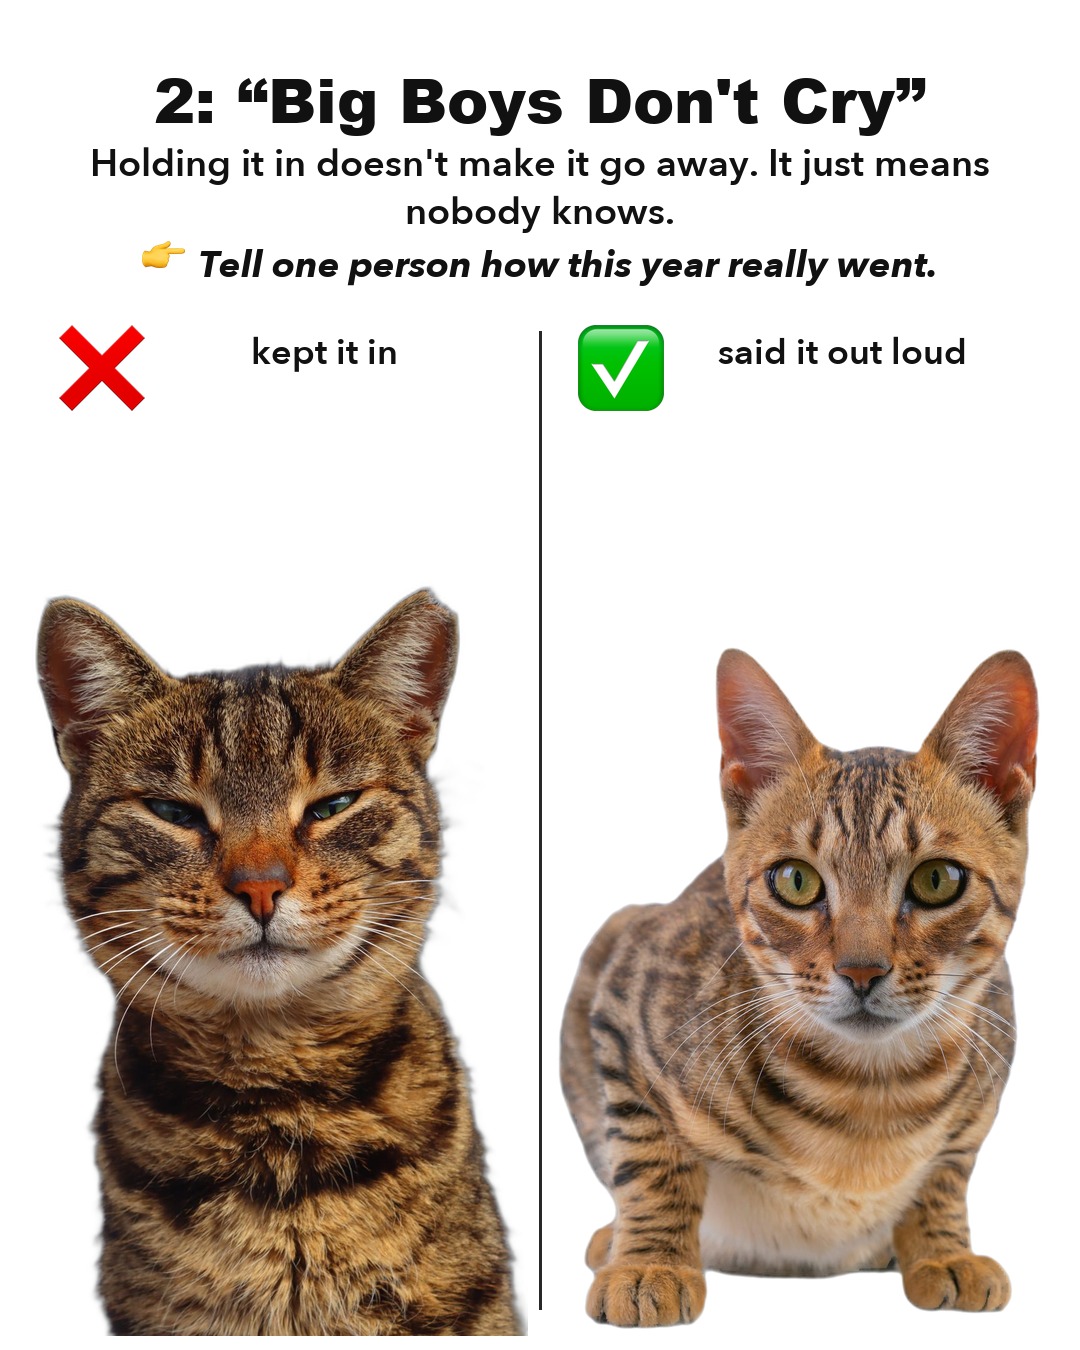 2: “Big Boys Don't Cry”
Holding it in doesn't make it go away. It just means
nobody knows.
👉 Tell one person how this year really went.
❌ kept it in
✅ said it out loud